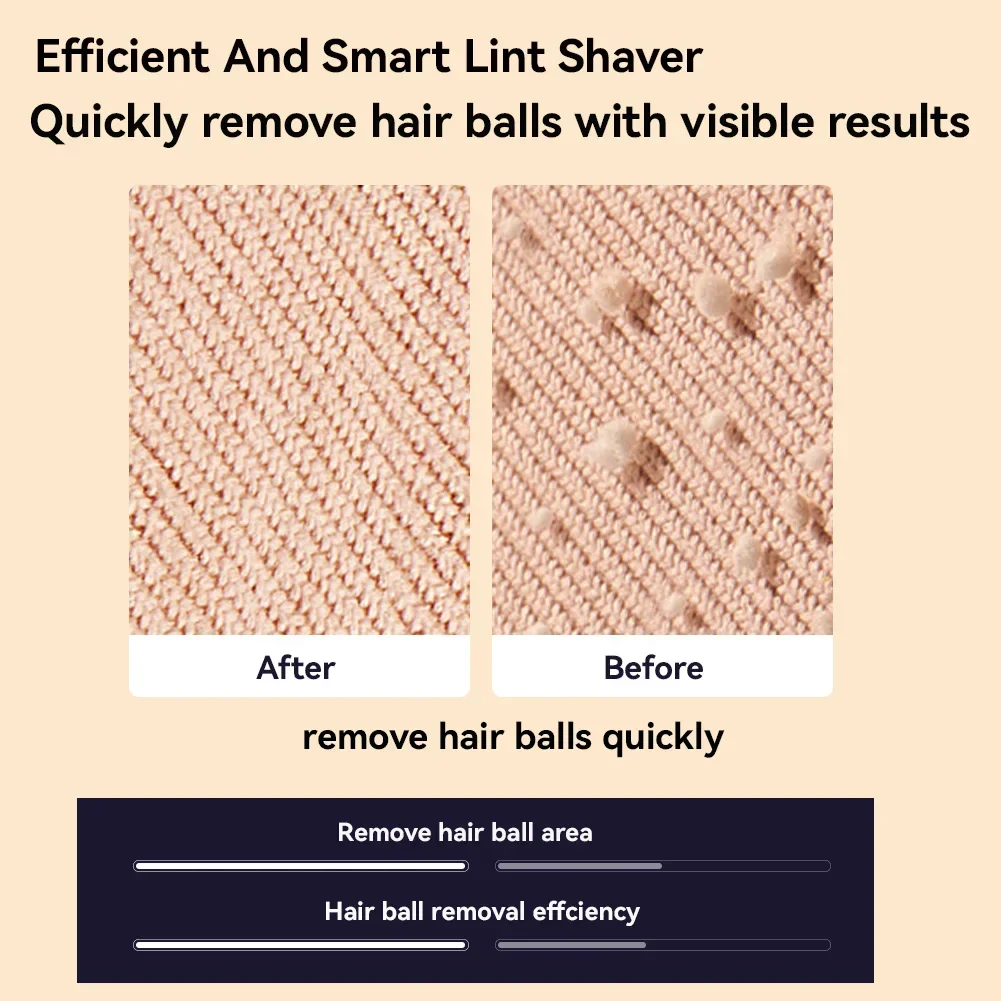 Efficient And Smart Lint Shaver
Quickly remove hair balls with visible results
After
Before
remove hair balls quickly
Remove hair ball area
Hair ball removal effciency